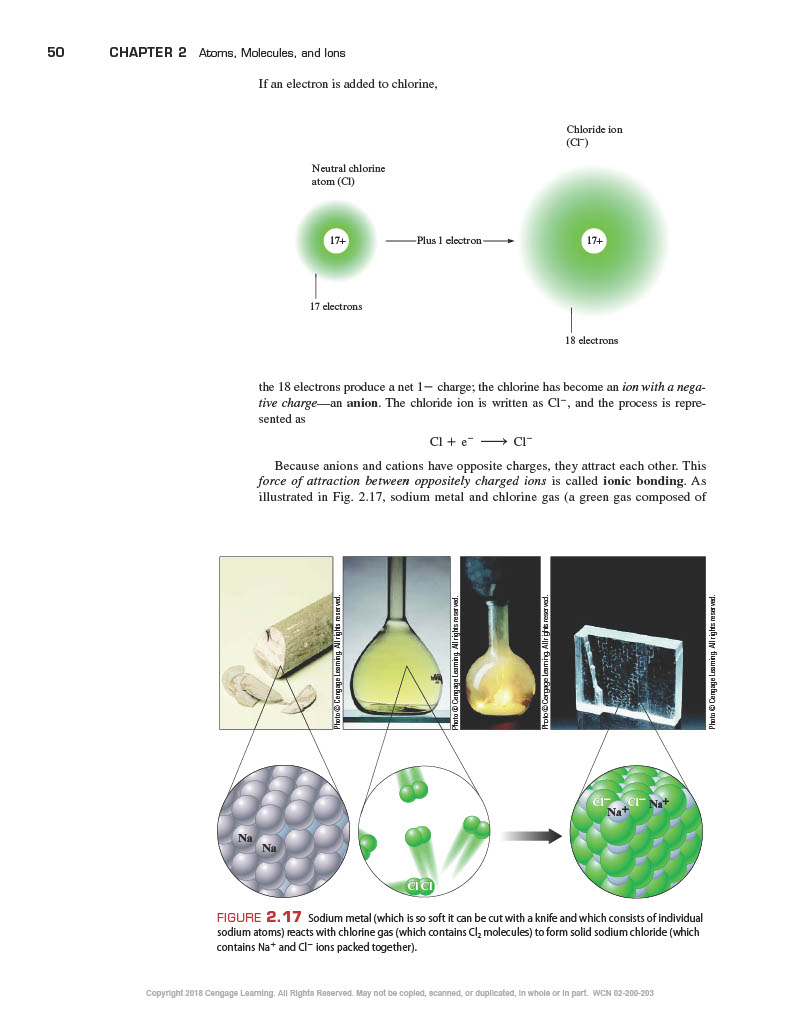 50 CHAPTER 2 Atoms, Molecules, and Ions
If an electron is added to chlorine,
Chloride ion
(Cl⁻)
Neutral chlorine
atom (Cl)
17+
Plus 1 electron
17+
17 electrons
18 electrons
the 18 electrons produce a net 1− charge; the chlorine has become an ion with a nega-
tive charge—an anion. The chloride ion is written as Cl⁻, and the process is repre-
sented as
Cl + e⁻ ⟶ Cl⁻
Because anions and cations have opposite charges, they attract each other. This
force of attraction between oppositely charged ions is called ionic bonding. As
illustrated in Fig. 2.17, sodium metal and chlorine gas (a green gas composed of
Photo © Cengage Learning. All rights reserved.
Photo © Cengage Learning. All rights reserved.
Photo © Cengage Learning. All rights reserved.
Photo © Cengage Learning. All rights reserved.
Na
Na
Cl Cl
Cl⁻
Na⁺
Cl⁻
Na⁺
FIGURE 2.17 Sodium metal (which is so soft it can be cut with a knife and which consists of individual
sodium atoms) reacts with chlorine gas (which contains Cl₂ molecules) to form solid sodium chloride (which
contains Na⁺ and Cl⁻ ions packed together).
Copyright 2018 Cengage Learning. All Rights Reserved. May not be copied, scanned, or duplicated, in whole or in part. WCN 02-200-203